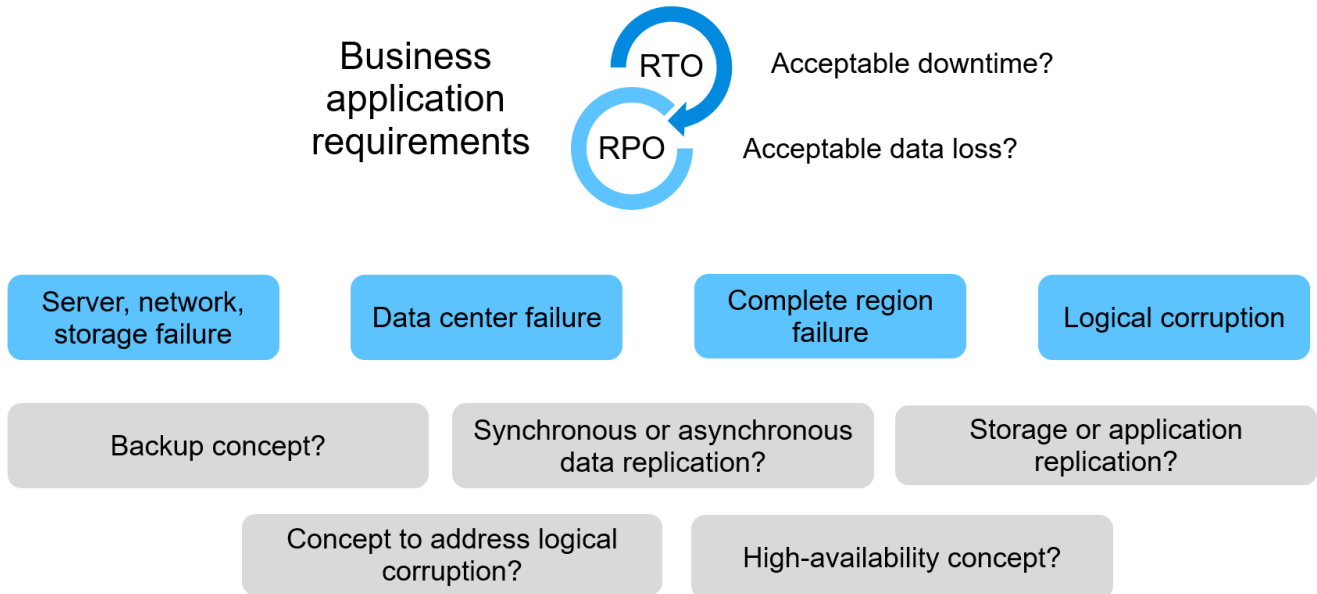 Business
application
requirements
RTO
Acceptable downtime?
RPO
Acceptable data loss?
Server, network,
storage failure
Data center failure
Complete region
failure
Logical corruption
Backup concept?
Synchronous or asynchronous
data replication?
Storage or application
replication?
Concept to address logical
corruption?
High-availability concept?